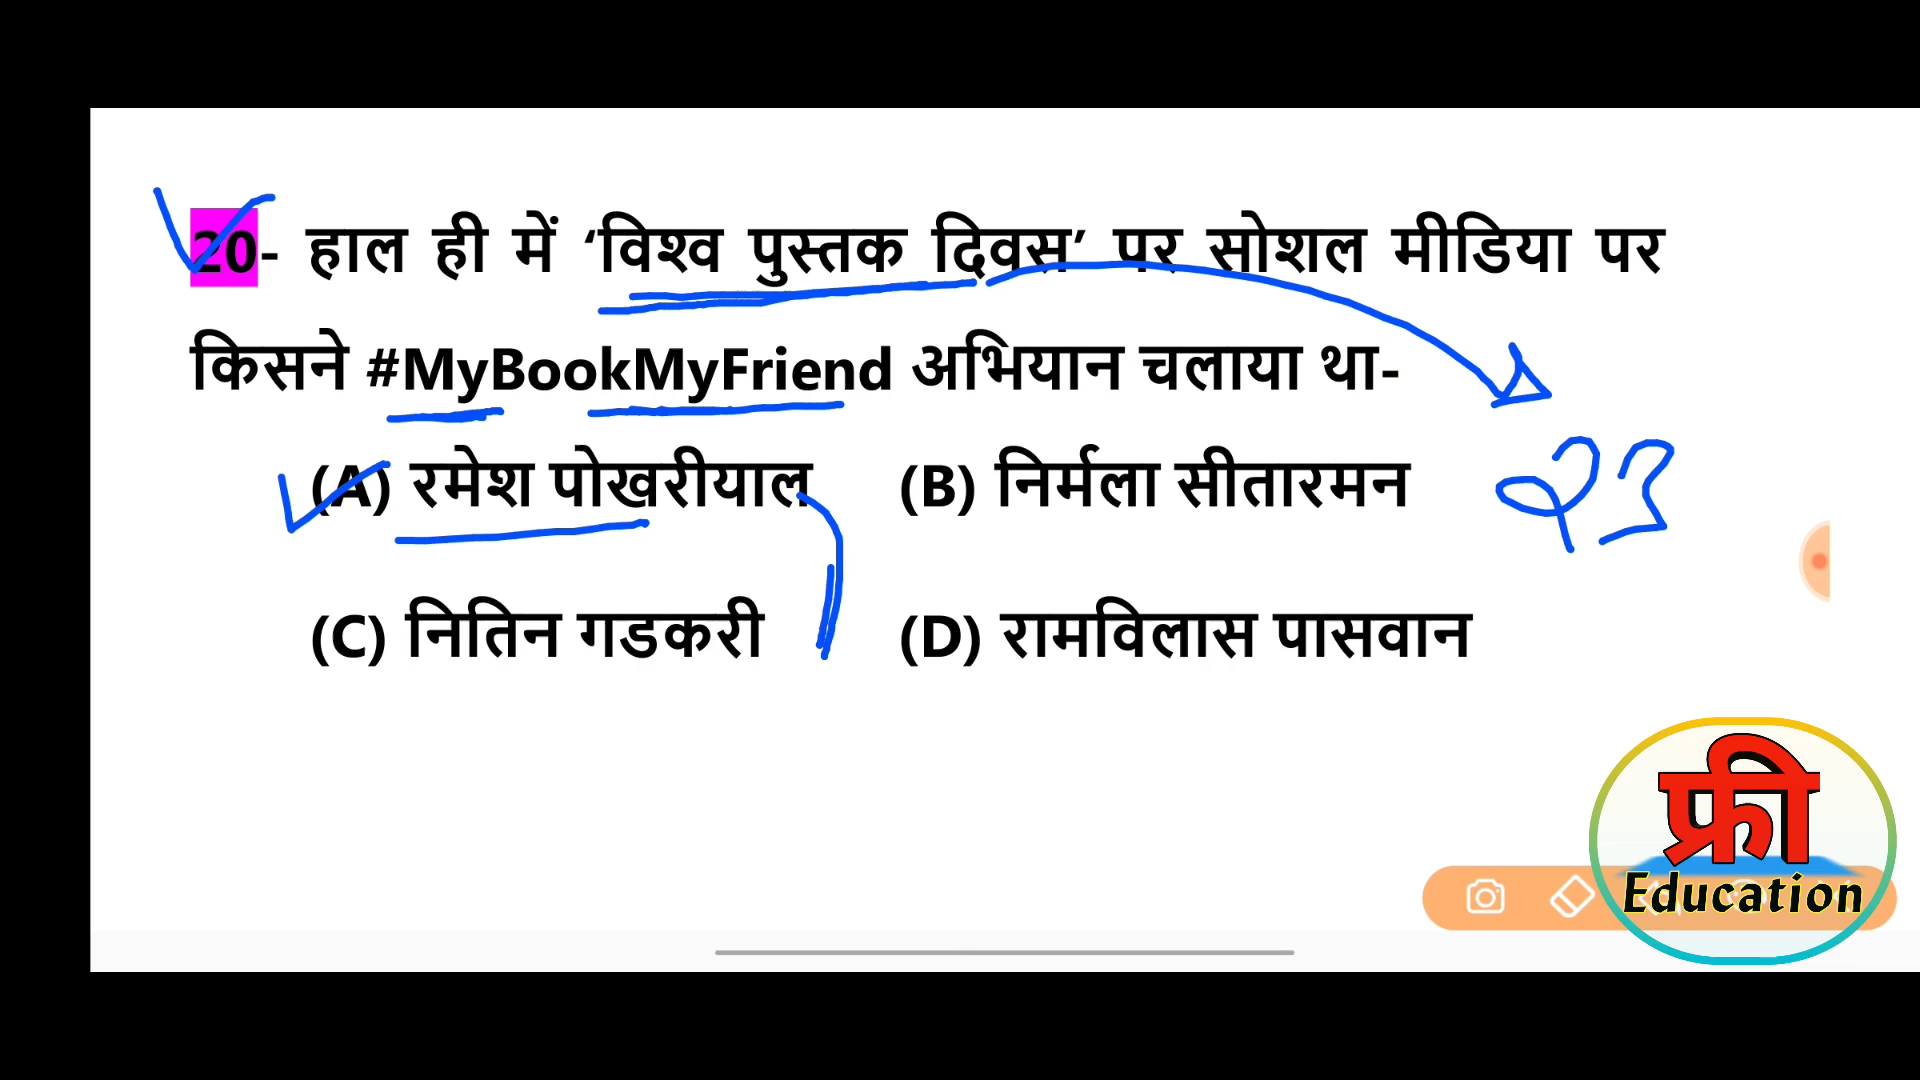 20- हाल ही में ‘विश्व पुस्तक दिवस’ पर सोशल मीडिया पर
किसने #MyBookMyFriend अभियान चलाया था-
(A) रमेश पोखरीयाल (B) निर्मला सीतारमन
23
(C) नितिन गडकरी (D) रामविलास पासवान
फ्री
Education